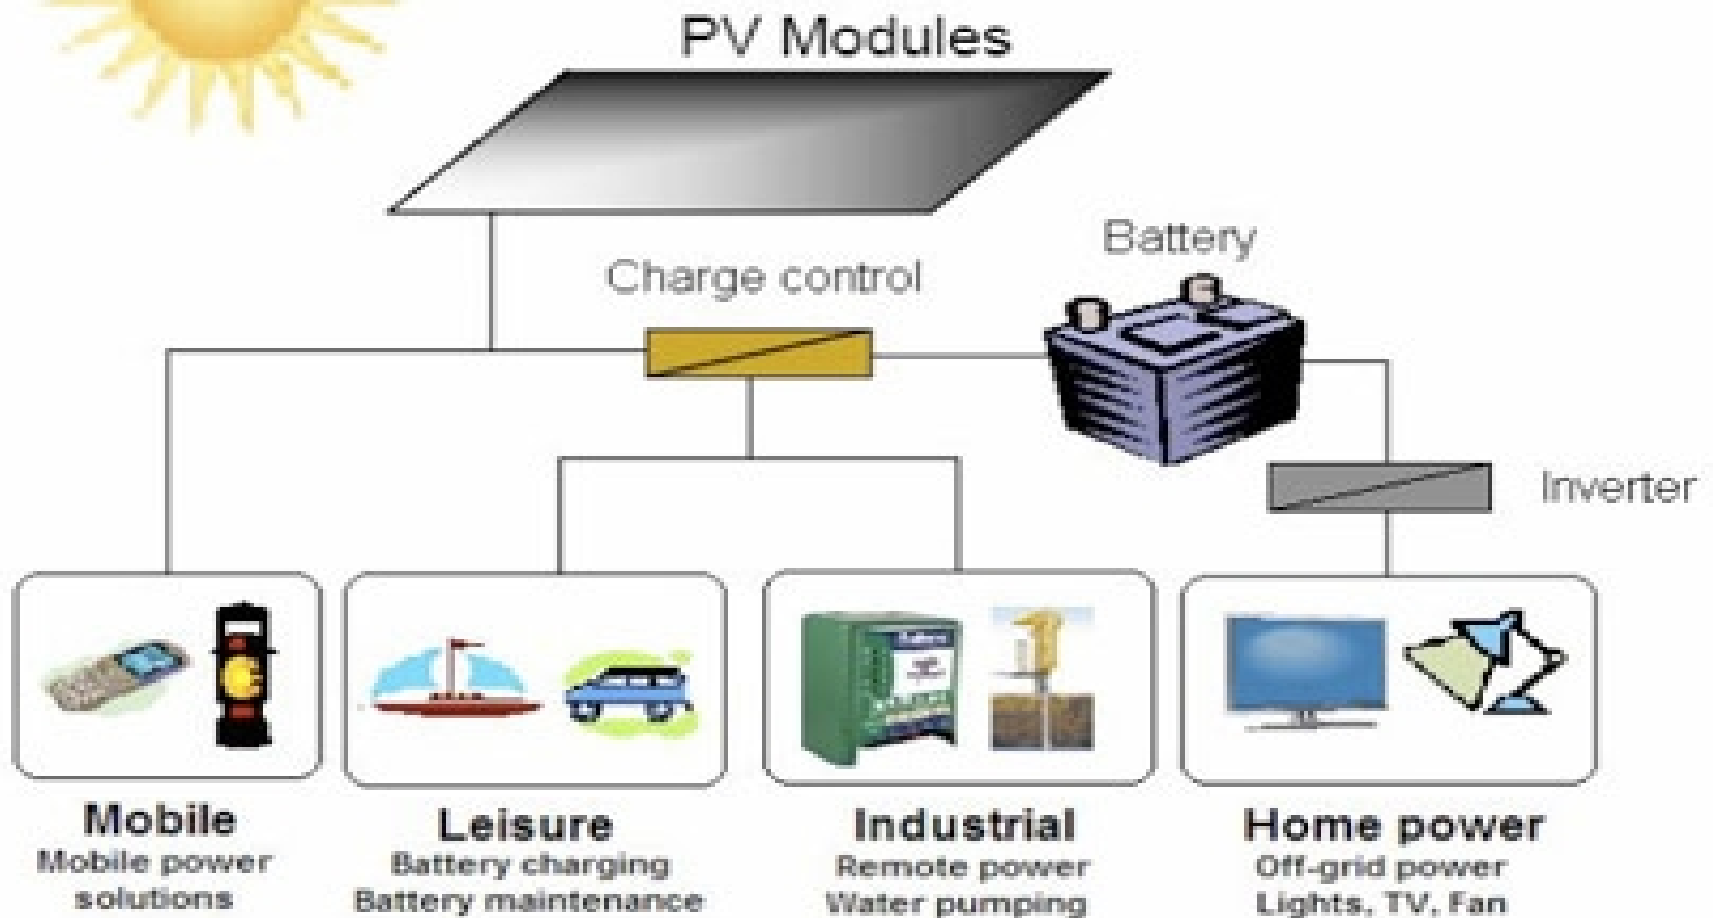 PV Modules
Charge control
Battery
Inverter
Mobile
Mobile power
solutions
Leisure
Battery charging
Battery maintenance
Industrial
Remote power
Water pumping
Home power
Off-grid power
Lights, TV, Fan